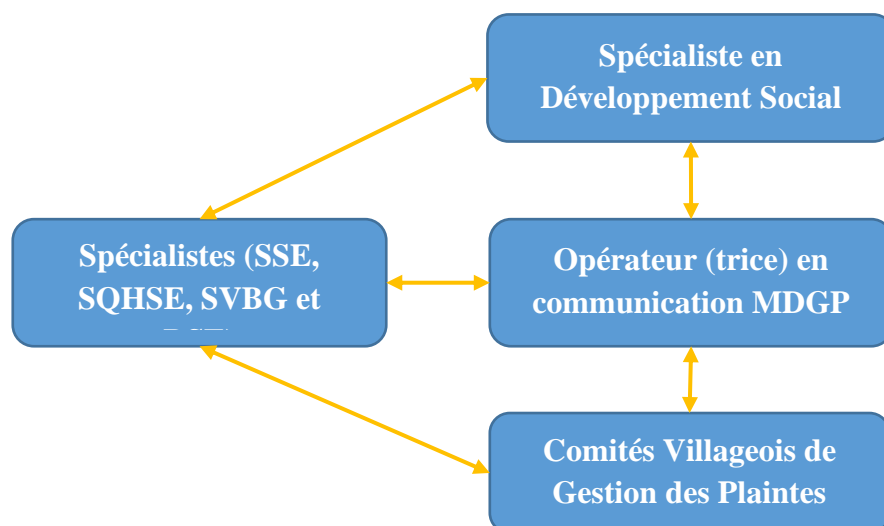 Spécialiste en
Développement Social
Spécialistes (SSE,
SQHSE, SVBG et
Opérateur (trice) en
communication MDGP
Comités Villageois de
Gestion des Plaintes